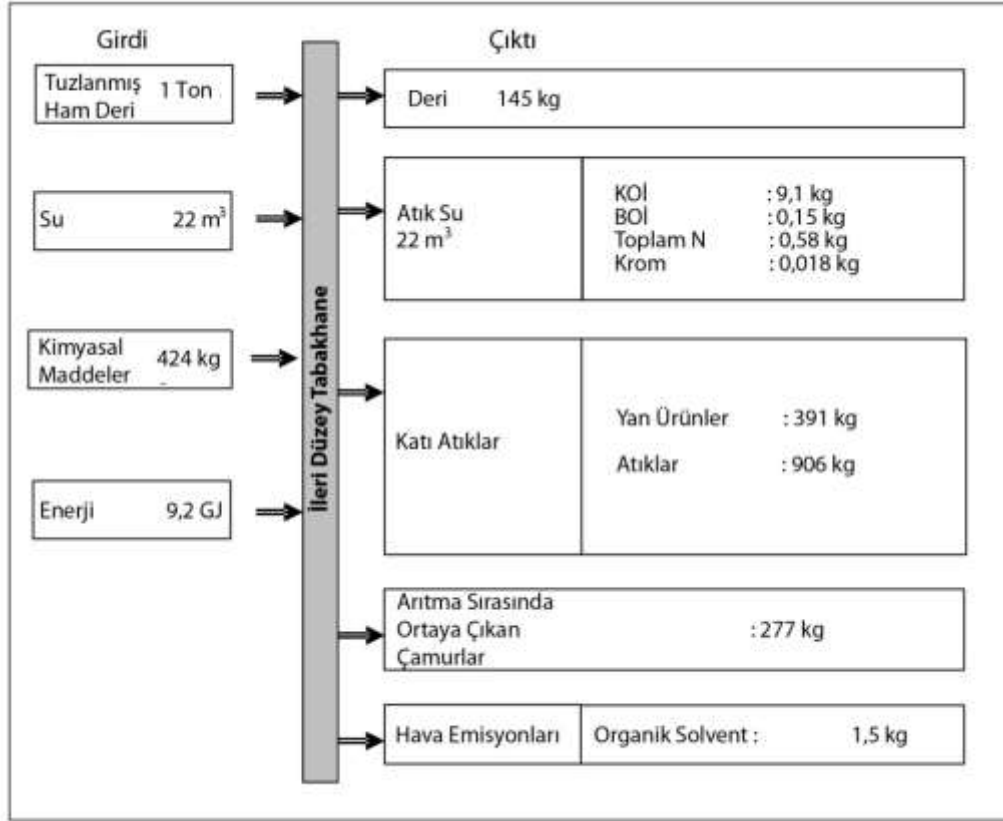 Girdi
Çıktı
Tuzlanmış 1 Ton
Ham Deri
Su 22 m³
Kimyasal 424 kg
Maddeler
Enerji 9,2 GJ
İleri Düzey Tabakhane
Deri 145 kg
Atık Su
22 m³
KOİ : 9,1 kg
BOİ : 0,15 kg
Toplam N : 0,58 kg
Krom : 0,018 kg
Katı Atıklar
Yan Ürünler : 391 kg
Atıklar : 906 kg
Arıtma Sırasında
Ortaya Çıkan : 277 kg
Çamurlar
Hava Emisyonları
Organik Solvent : 1,5 kg